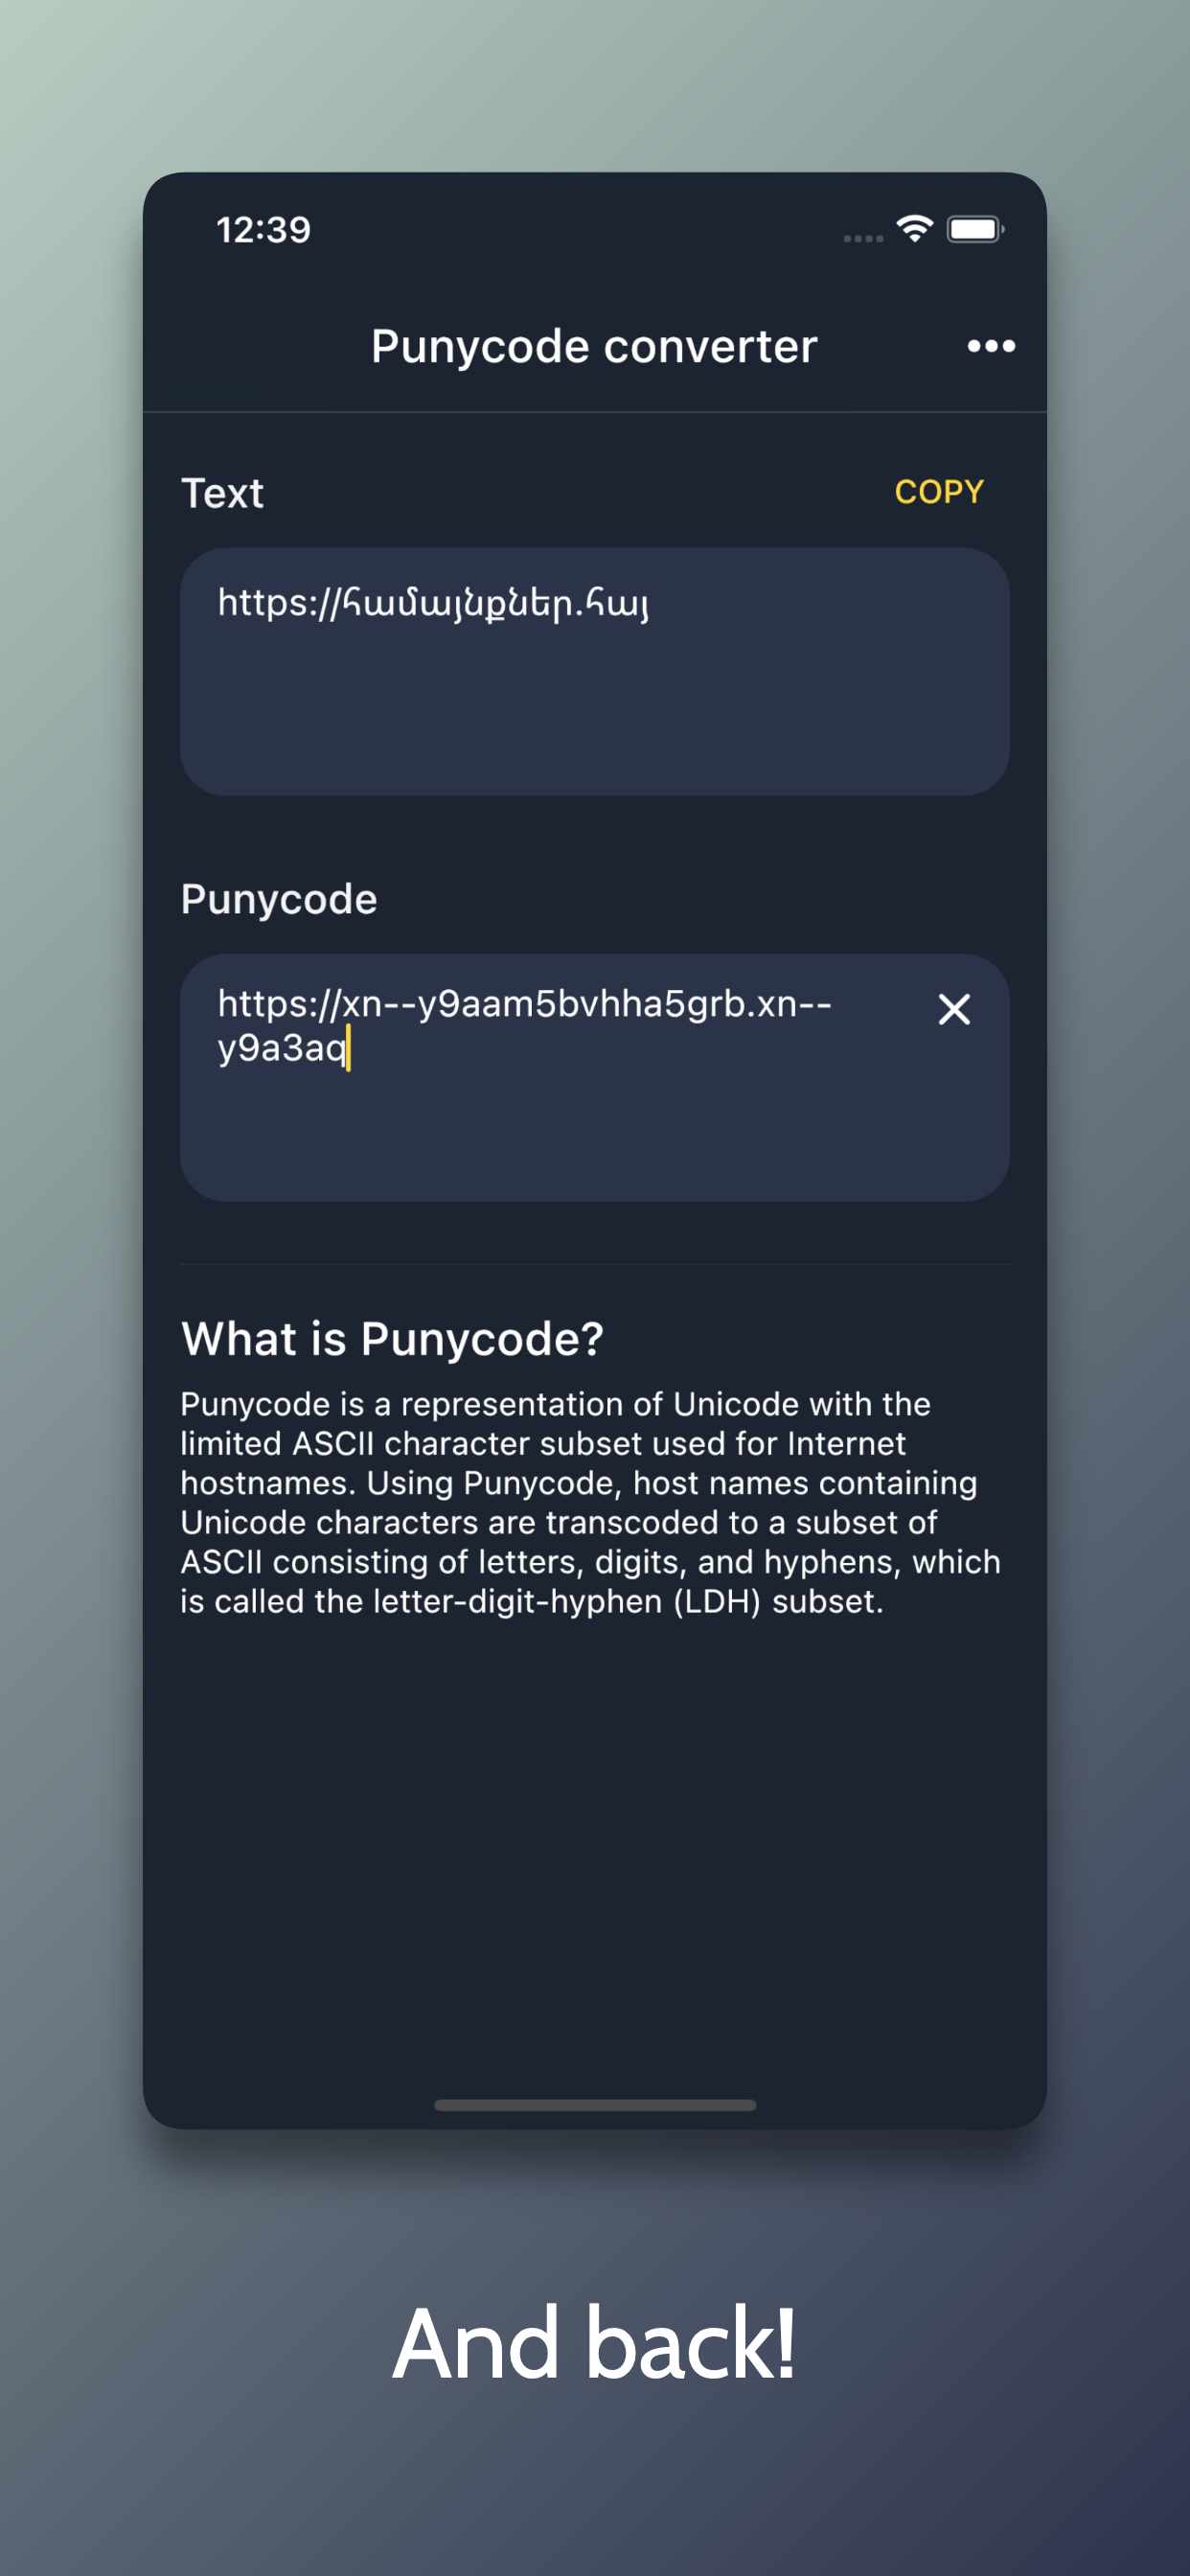 12:39
Punycode converter
Text
COPY
https://համայնքներ.հայ
Punycode
https://xn--y9aam5bvhha5grb.xn--
y9a3aq
What is Punycode?
Punycode is a representation of Unicode with the
limited ASCII character subset used for Internet
hostnames. Using Punycode, host names containing
Unicode characters are transcoded to a subset of
ASCII consisting of letters, digits, and hyphens, which
is called the letter-digit-hyphen (LDH) subset.
And back!